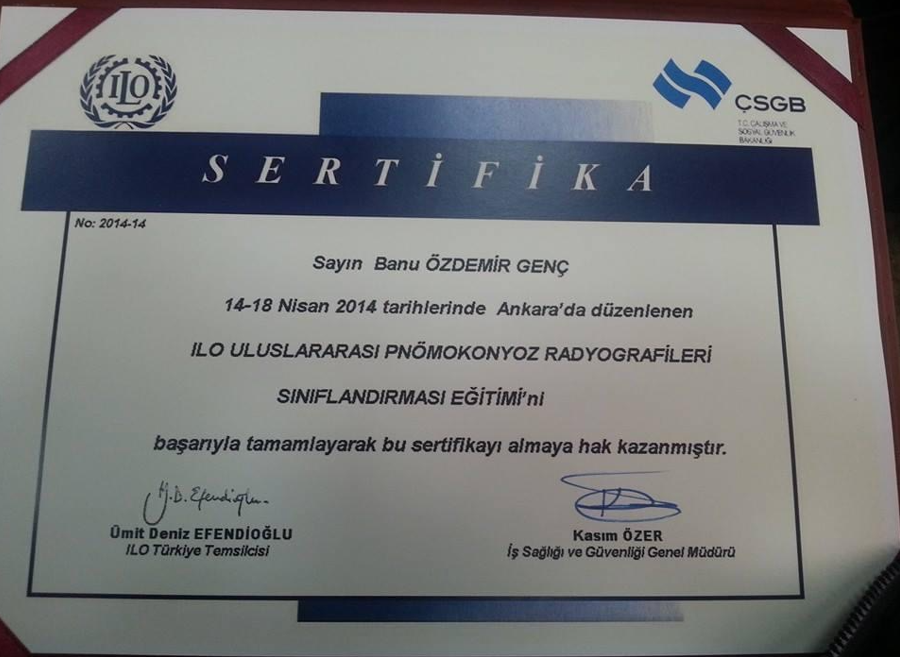 ILO
ÇSGB
T.C. ÇALIŞMA VE
SOSYAL GÜVENLİK
BAKANLIĞI
SERTİFİKA
No: 2014-14
Sayın Banu ÖZDEMİR GENÇ
14-18 Nisan 2014 tarihlerinde Ankara'da düzenlenen
ILO ULUSLARARASI PNÖMOKONYOZ RADYOGRAFİLERİ
SINIFLANDIRMASI EĞİTİMİ'ni
başarıyla tamamlayarak bu sertifikayı almaya hak kazanmıştır.
Ü.D. Efendioğlu
Ümit Deniz EFENDİOĞLU
ILO Türkiye Temsilcisi
Kasım ÖZER
İş Sağlığı ve Güvenliği Genel Müdürü